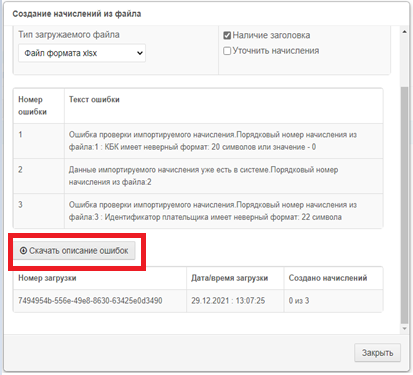 Создание начислений из файла
Тип загружаемого файла
Файл формата xlsx
Наличие заголовка
Уточнить начисления
Номер ошибки Текст ошибки
1 Ошибка проверки импортируемого начисления.Порядковый номер начисления из
файла:1 : КБК имеет неверный формат: 20 символов или значение - 0
2 Данные импортируемого начисления уже есть в системе.Порядковый номер
начисления из файла:2
3 Ошибка проверки импортируемого начисления.Порядковый номер начисления из
файла:3 : Идентификатор плательщика имеет неверный формат: 22 символа
Скачать описание ошибок
Номер загрузки Дата/время загрузки Создано начислений
7494954b-556e-49e8-8630-63425e0d3490 29.12.2021 : 13:07:25 0 из 3
Закрыть